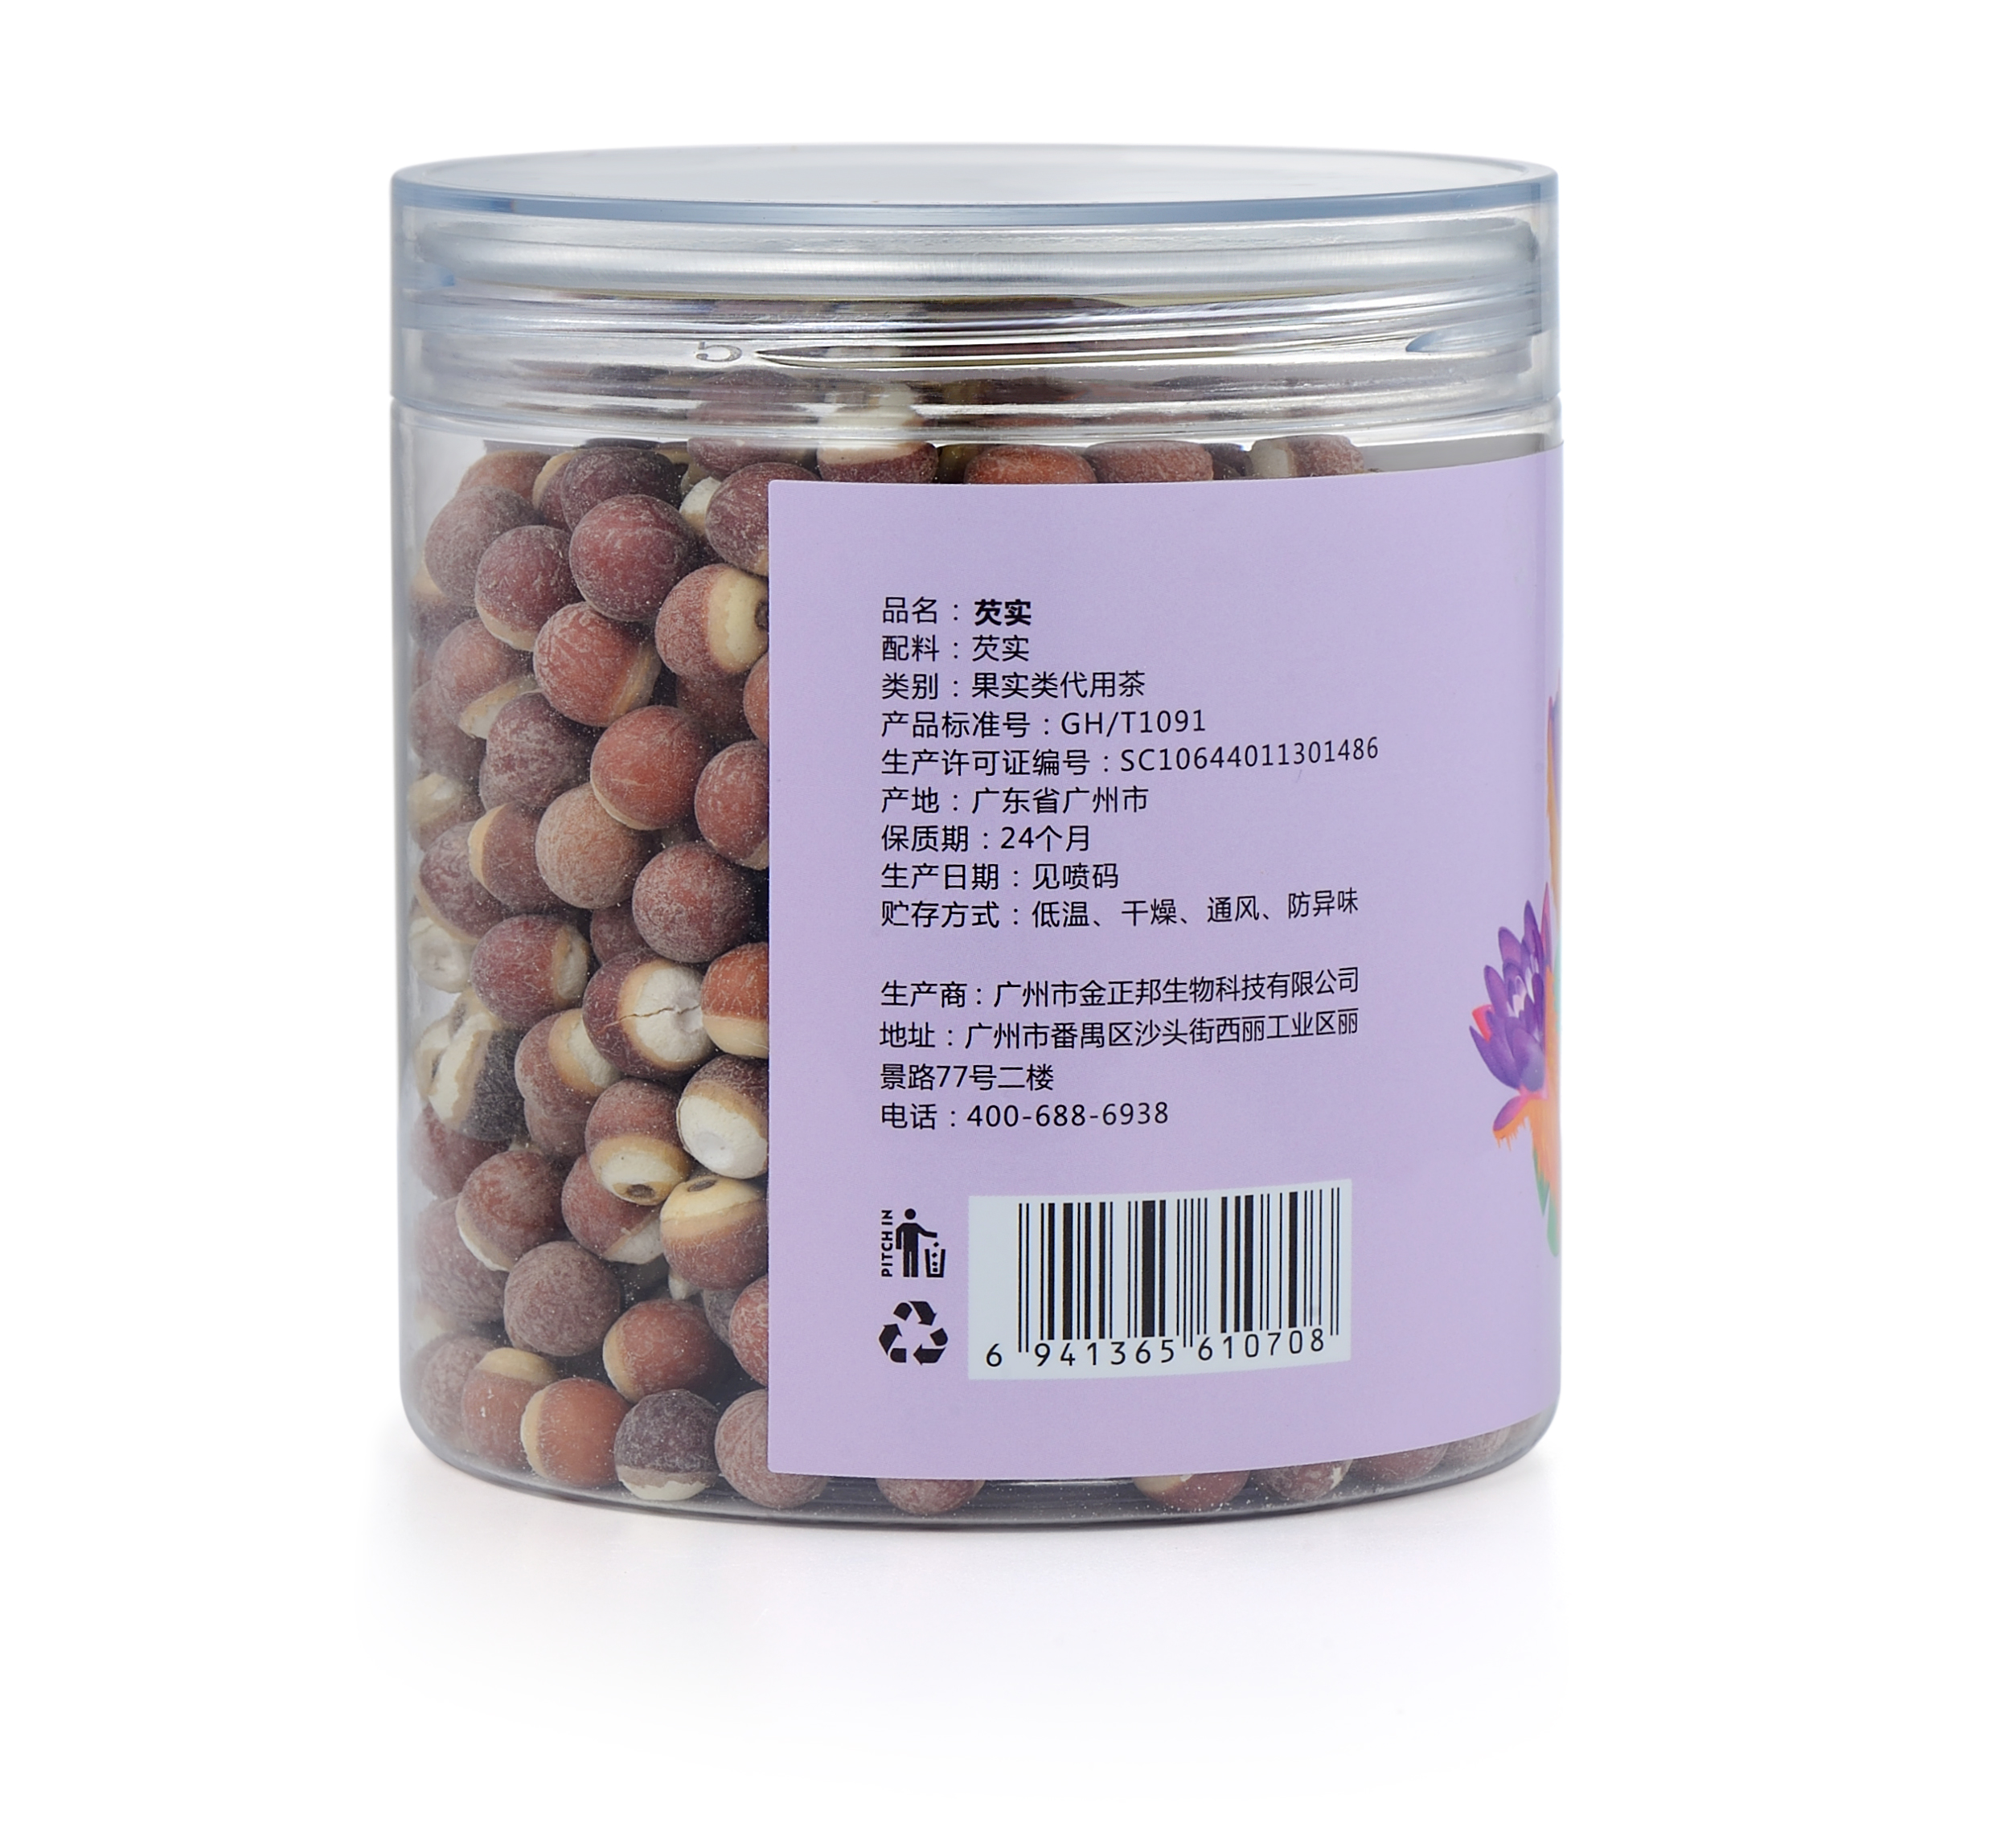 5
品名：芡实
配料：芡实
类别：果实类代用茶
产品标准号：GH/T1091
生产许可证编号：SC10644011301486
产地：广东省广州市
保质期：24个月
生产日期：见喷码
贮存方式：低温、干燥、通风、防异味
生产商：广州市金正邦生物科技有限公司
地址：广州市番禺区沙头街西丽工业区丽
景路77号二楼
电话：400-688-6938
PITCH IN
6 941365 610708